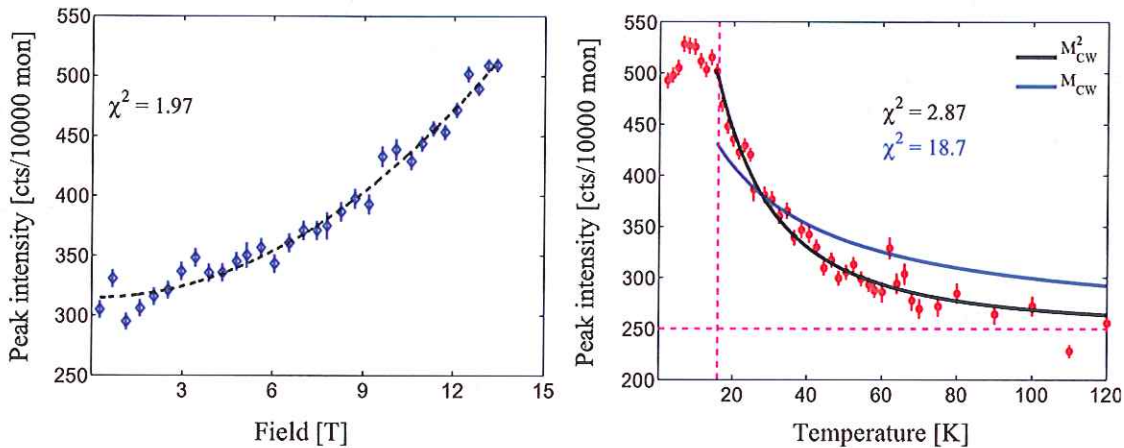 Peak intensity [cts/10000 mon]
550
500
450
400
350
300
250
χ² = 1.97
3
6
9
12
15
Field [T]
Peak intensity [cts/10000 mon]
550
500
450
400
350
300
250
200
M²CW
MCW
χ² = 2.87
χ² = 18.7
20
40
60
80
100
120
Temperature [K]